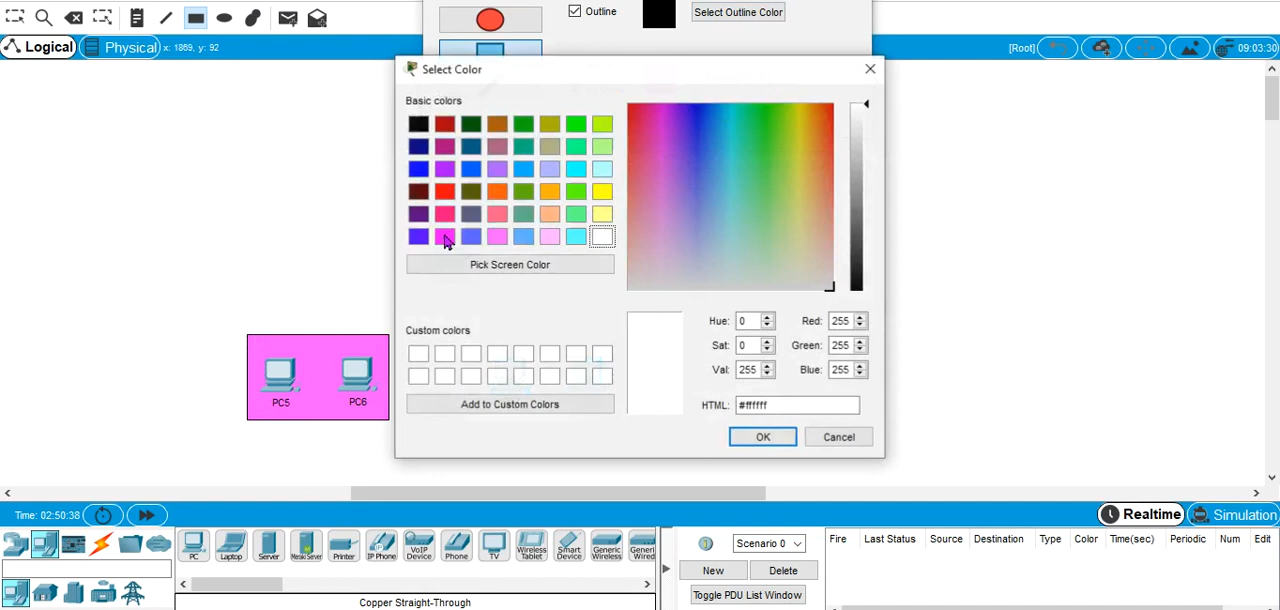 Outline
Select Outline Color
Logical
Physical
x: 1869, y: 92
[Root]
09:03:30
Select Color
Basic colors
Pick Screen Color
Custom colors
Add to Custom Colors
Hue: 0
Red: 255
Sat: 0
Green: 255
Val: 255
Blue: 255
HTML: #ffffff
OK
Cancel
PC5
PC6
Time: 02:50:38
Realtime
Simulation
PC
Laptop
Server
Meraki Server
Printer
IP Phone
VoIP Device
Phone
TV
Wireless Tablet
Smart Device
Generic Wireless
Generic Wired
Copper Straight-Through
Scenario 0
New
Delete
Toggle PDU List Window
Fire
Last Status
Source
Destination
Type
Color
Time(sec)
Periodic
Num
Edit